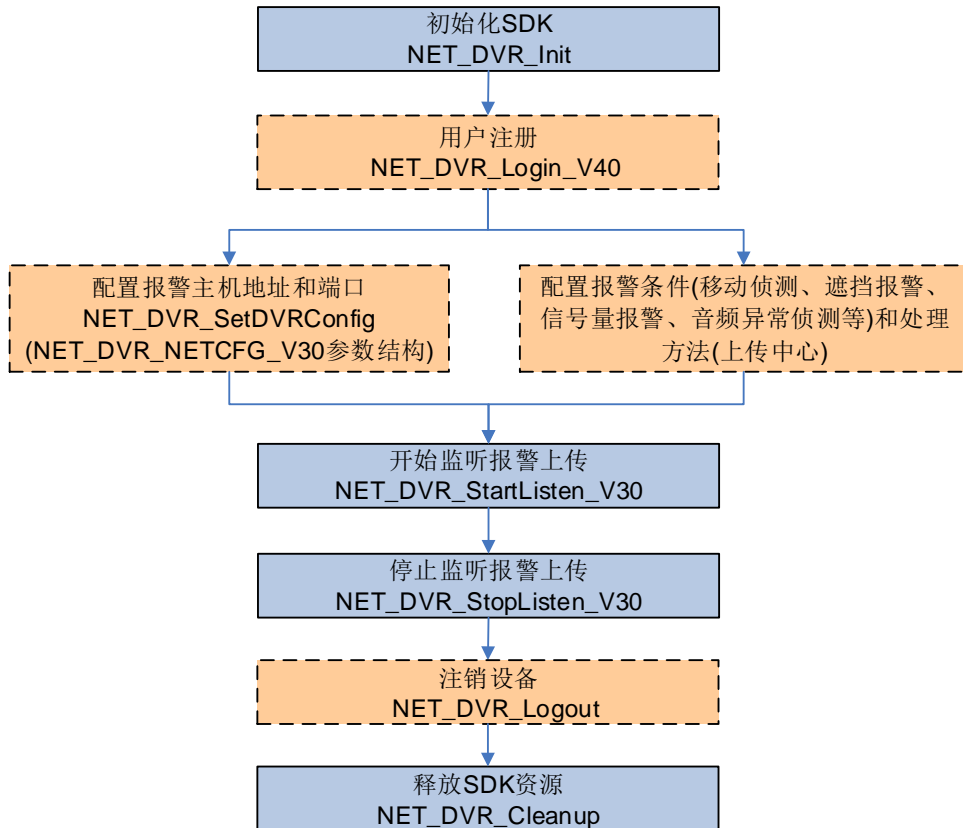 初始化SDK
NET_DVR_Init
用户注册
NET_DVR_Login_V40
配置报警主机地址和端口
NET_DVR_SetDVRConfig
(NET_DVR_NETCFG_V30参数结构)
配置报警条件(移动侦测、遮挡报警、
信号量报警、音频异常侦测等)和处理
方法(上传中心)
开始监听报警上传
NET_DVR_StartListen_V30
停止监听报警上传
NET_DVR_StopListen_V30
注销设备
NET_DVR_Logout
释放SDK资源
NET_DVR_Cleanup